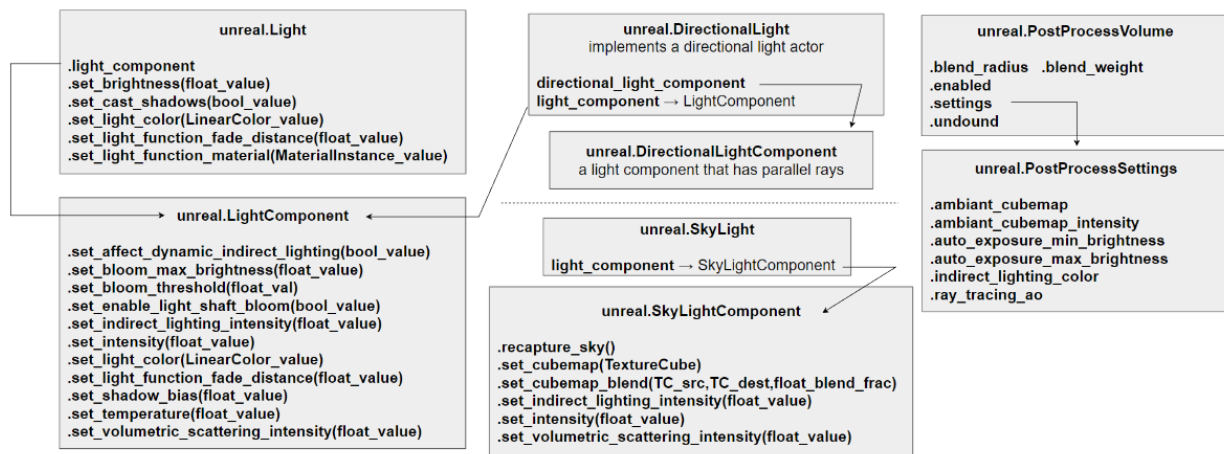 unreal.Light
.light_component
.set_brightness(float_value)
.set_cast_shadows(bool_value)
.set_light_color(LinearColor_value)
.set_light_function_fade_distance(float_value)
.set_light_function_material(MaterialInstance_value)
unreal.LightComponent
.set_affect_dynamic_indirect_lighting(bool_value)
.set_bloom_max_brightness(float_value)
.set_bloom_threshold(float_val)
.set_enable_light_shaft_bloom(bool_value)
.set_indirect_lighting_intensity(float_value)
.set_intensity(float_value)
.set_light_color(LinearColor_value)
.set_light_function_fade_distance(float_value)
.set_shadow_bias(float_value)
.set_temperature(float_value)
.set_volumetric_scattering_intensity(float_value)
unreal.DirectionalLight
implements a directional light actor
directional_light_component
light_component → LightComponent
unreal.DirectionalLightComponent
a light component that has parallel rays
unreal.SkyLight
light_component → SkyLightComponent
unreal.SkyLightComponent
.recapture_sky()
.set_cubemap(TextureCube)
.set_cubemap_blend(TC_src,TC_dest,float_blend_frac)
.set_indirect_lighting_intensity(float_value)
.set_intensity(float_value)
.set_volumetric_scattering_intensity(float_value)
unreal.PostProcessVolume
.blend_radius .blend_weight
.enabled
.settings
.undound
unreal.PostProcessSettings
.ambiant_cubemap
.ambiant_cubemap_intensity
.auto_exposure_min_brightness
.auto_exposure_max_brightness
.indirect_lighting_color
.ray_tracing_ao